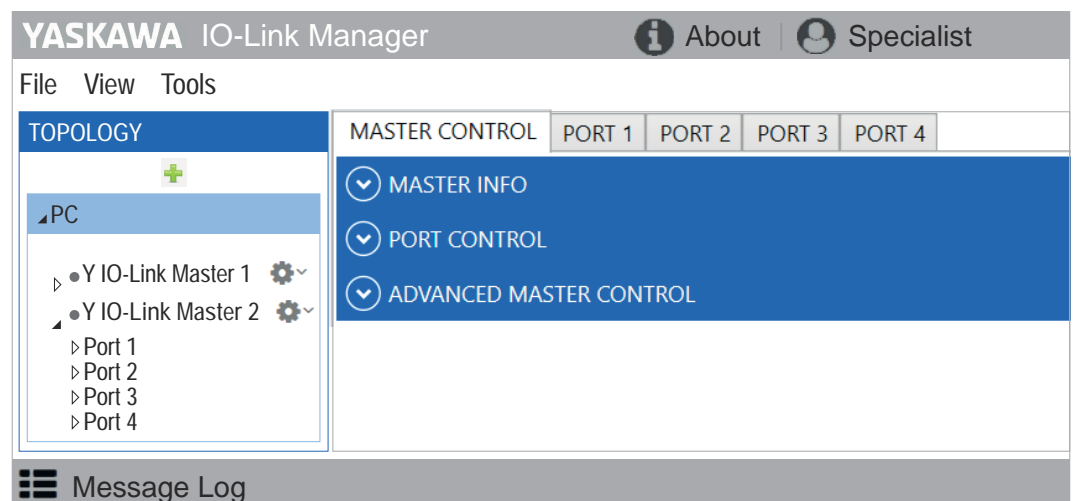 YASKAWA IO-Link Manager About Specialist
File View Tools
TOPOLOGY
PC
Y IO-Link Master 1
Y IO-Link Master 2
Port 1
Port 2
Port 3
Port 4
MASTER CONTROL PORT 1 PORT 2 PORT 3 PORT 4
MASTER INFO
PORT CONTROL
ADVANCED MASTER CONTROL
Message Log